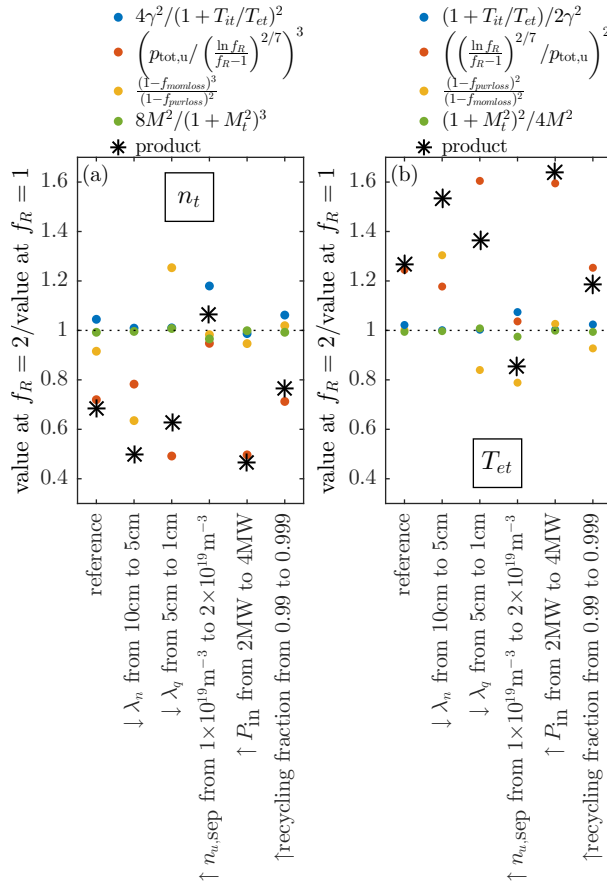 4γ²/(1 + T_it/T_et)²
(p_tot,u/ (ln f_R / f_R−1)^2/7)^3
(1−f_momloss)³ / (1−f_pwrloss)²
8M²/(1 + M_t²)³
product
(1 + T_it/T_et)/2γ²
((ln f_R / f_R−1)^2/7 /p_tot,u)^2
(1−f_pwrloss)² / (1−f_momloss)²
(1 + M_t²)²/4M²
product
value at f_R = 2/value at f_R = 1
1.6
1.4
1.2
1
0.8
0.6
0.4
(a)
n_t
reference
↓ λ_n from 10cm to 5cm
↓ λ_q from 5cm to 1cm
↑ n_u,sep from 1×10^19 m^−3 to 2×10^19 m^−3
↑ P_in from 2MW to 4MW
↑recycling fraction from 0.99 to 0.999
value at f_R = 2/value at f_R = 1
1.6
1.4
1.2
1
0.8
0.6
0.4
(b)
T_et
reference
↓ λ_n from 10cm to 5cm
↓ λ_q from 5cm to 1cm
↑ n_u,sep from 1×10^19 m^−3 to 2×10^19 m^−3
↑ P_in from 2MW to 4MW
↑recycling fraction from 0.99 to 0.999